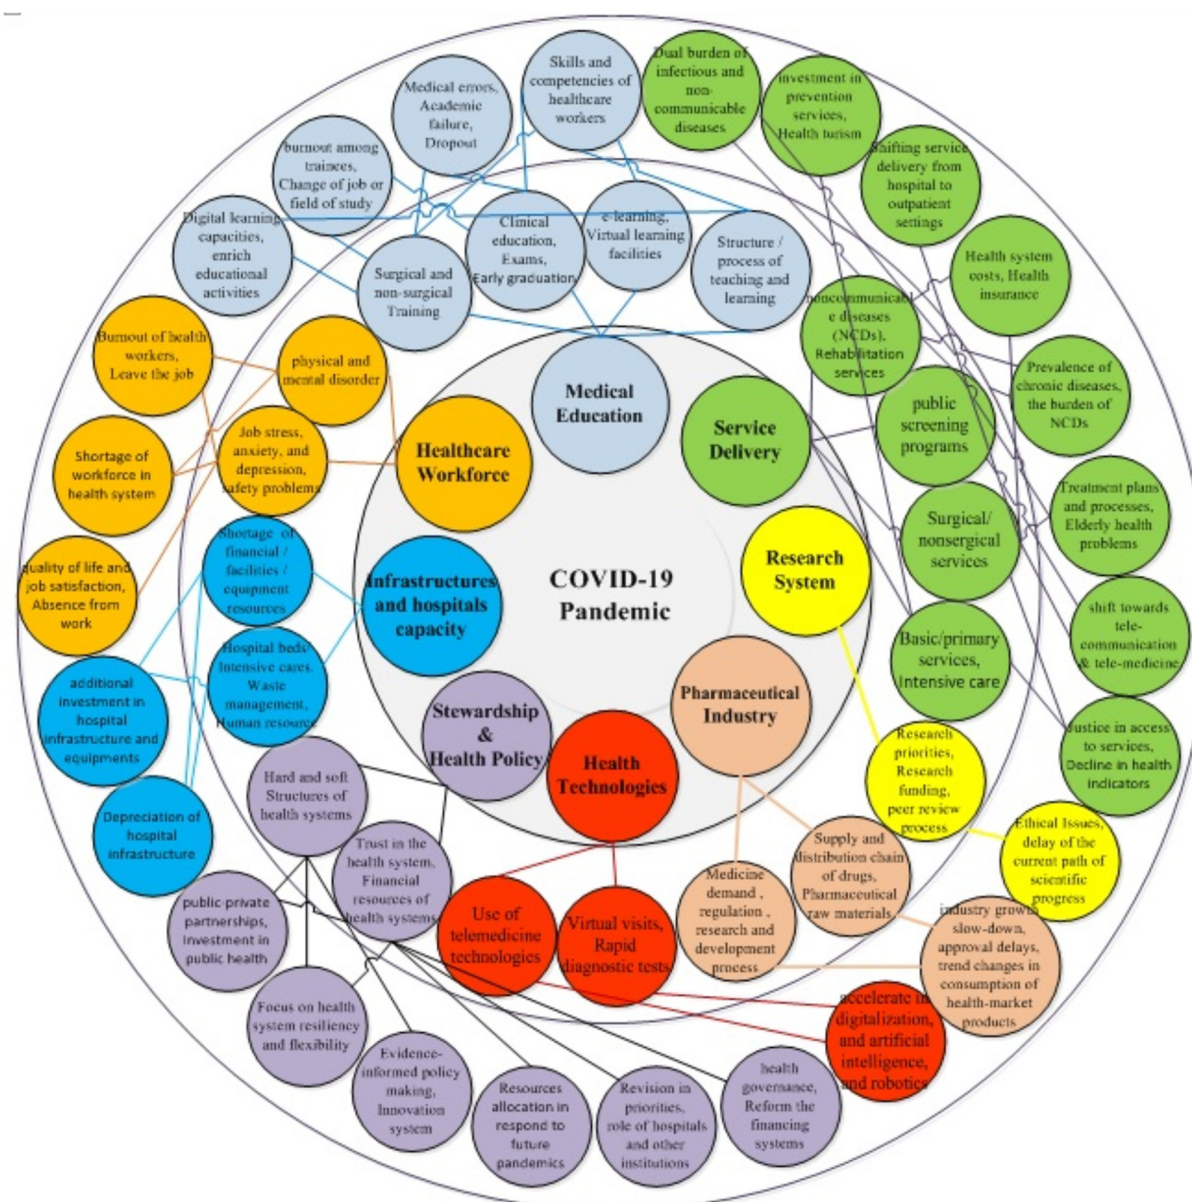 COVID-19
Pandemic
Medical
Education
Service
Delivery
Research
System
Pharmaceutical
Industry
Health
Technologies
Stewardship
&
Health Policy
Infrastructures
and hospitals
capacity
Healthcare
Workforce
Skills and
competencies of
healthcare
workers
Medical errors,
Academic
failure,
Dropout
burnout among
trainees,
Change of job or
field of study
Digital learning
capacities,
enrich
educational
activities
Surgical and
non-surgical
Training
Clinical
education,
Exams,
Early graduation
e-learning,
Virtual learning
facilities
Structure /
process of
teaching and
learning
Dual burden of
infectious and
non-
communicable
diseases
investment in
prevention
services,
Health turism
Shifting service
delivery from
hospital to
outpatient
settings
Health system
costs, Health
insurance
Prevalence of
chronic diseases,
the burden of
NCDs
Treatment plans
and processes,
Elderly health
problems
shift towards
tele-
communication
& tele-medicine
Justice in access
to services,
Decline in health
indicators
noncommunicabl
e diseases
(NCDs),
Rehabilitation
services
public
screening
programs
Surgical/
nonsergical
services
Basic/primary
services,
Intensive care
Research
priorities,
Research
funding,
peer review
process
Ethical Issues,
delay of the
current path of
scientific
progress
Supply and
distribution chain
of drugs,
Pharmaceutical
raw materials,
Medicine
demand ,
regulation ,
research and
development
process
industry growth
slow-down,
approval delays,
trend changes in
consumption of
health-market
products
Use of
telemedicine
technologies
Virtual visits,
Rapid
diagnostic tests
accelerate in
digitalization,
and artificial
intelligence,
and robotics
Hard and soft
Structures of
health systems
Trust in the
health system,
Financial
resources of
health systems
public-private
partnerships,
Investment in
public health
Focus on health
system resiliency
and flexibility
Evidence-
informed policy
making,
Innovation
system
Resources
allocation in
respond to
future
pandemics
Revision in
priorities,
role of hospitals
and other
institutions
health
governance,
Reform the
financing
systems
Shortage of
financial /
facilities /
equipment
resources
Hospital beds/
Intensive cares.
Waste
management,
Human resource
additional
investment in
hospital
infrastructure and
equipments
Depreciation of
hospital
infrastructure
Burnout of health
workers,
Leave the job
physical and
mental disorder
Shortage of
workforce in
health system
Job stress,
anxiety, and
depression,
safety problems
quality of life and
job satisfaction,
Absence from
work